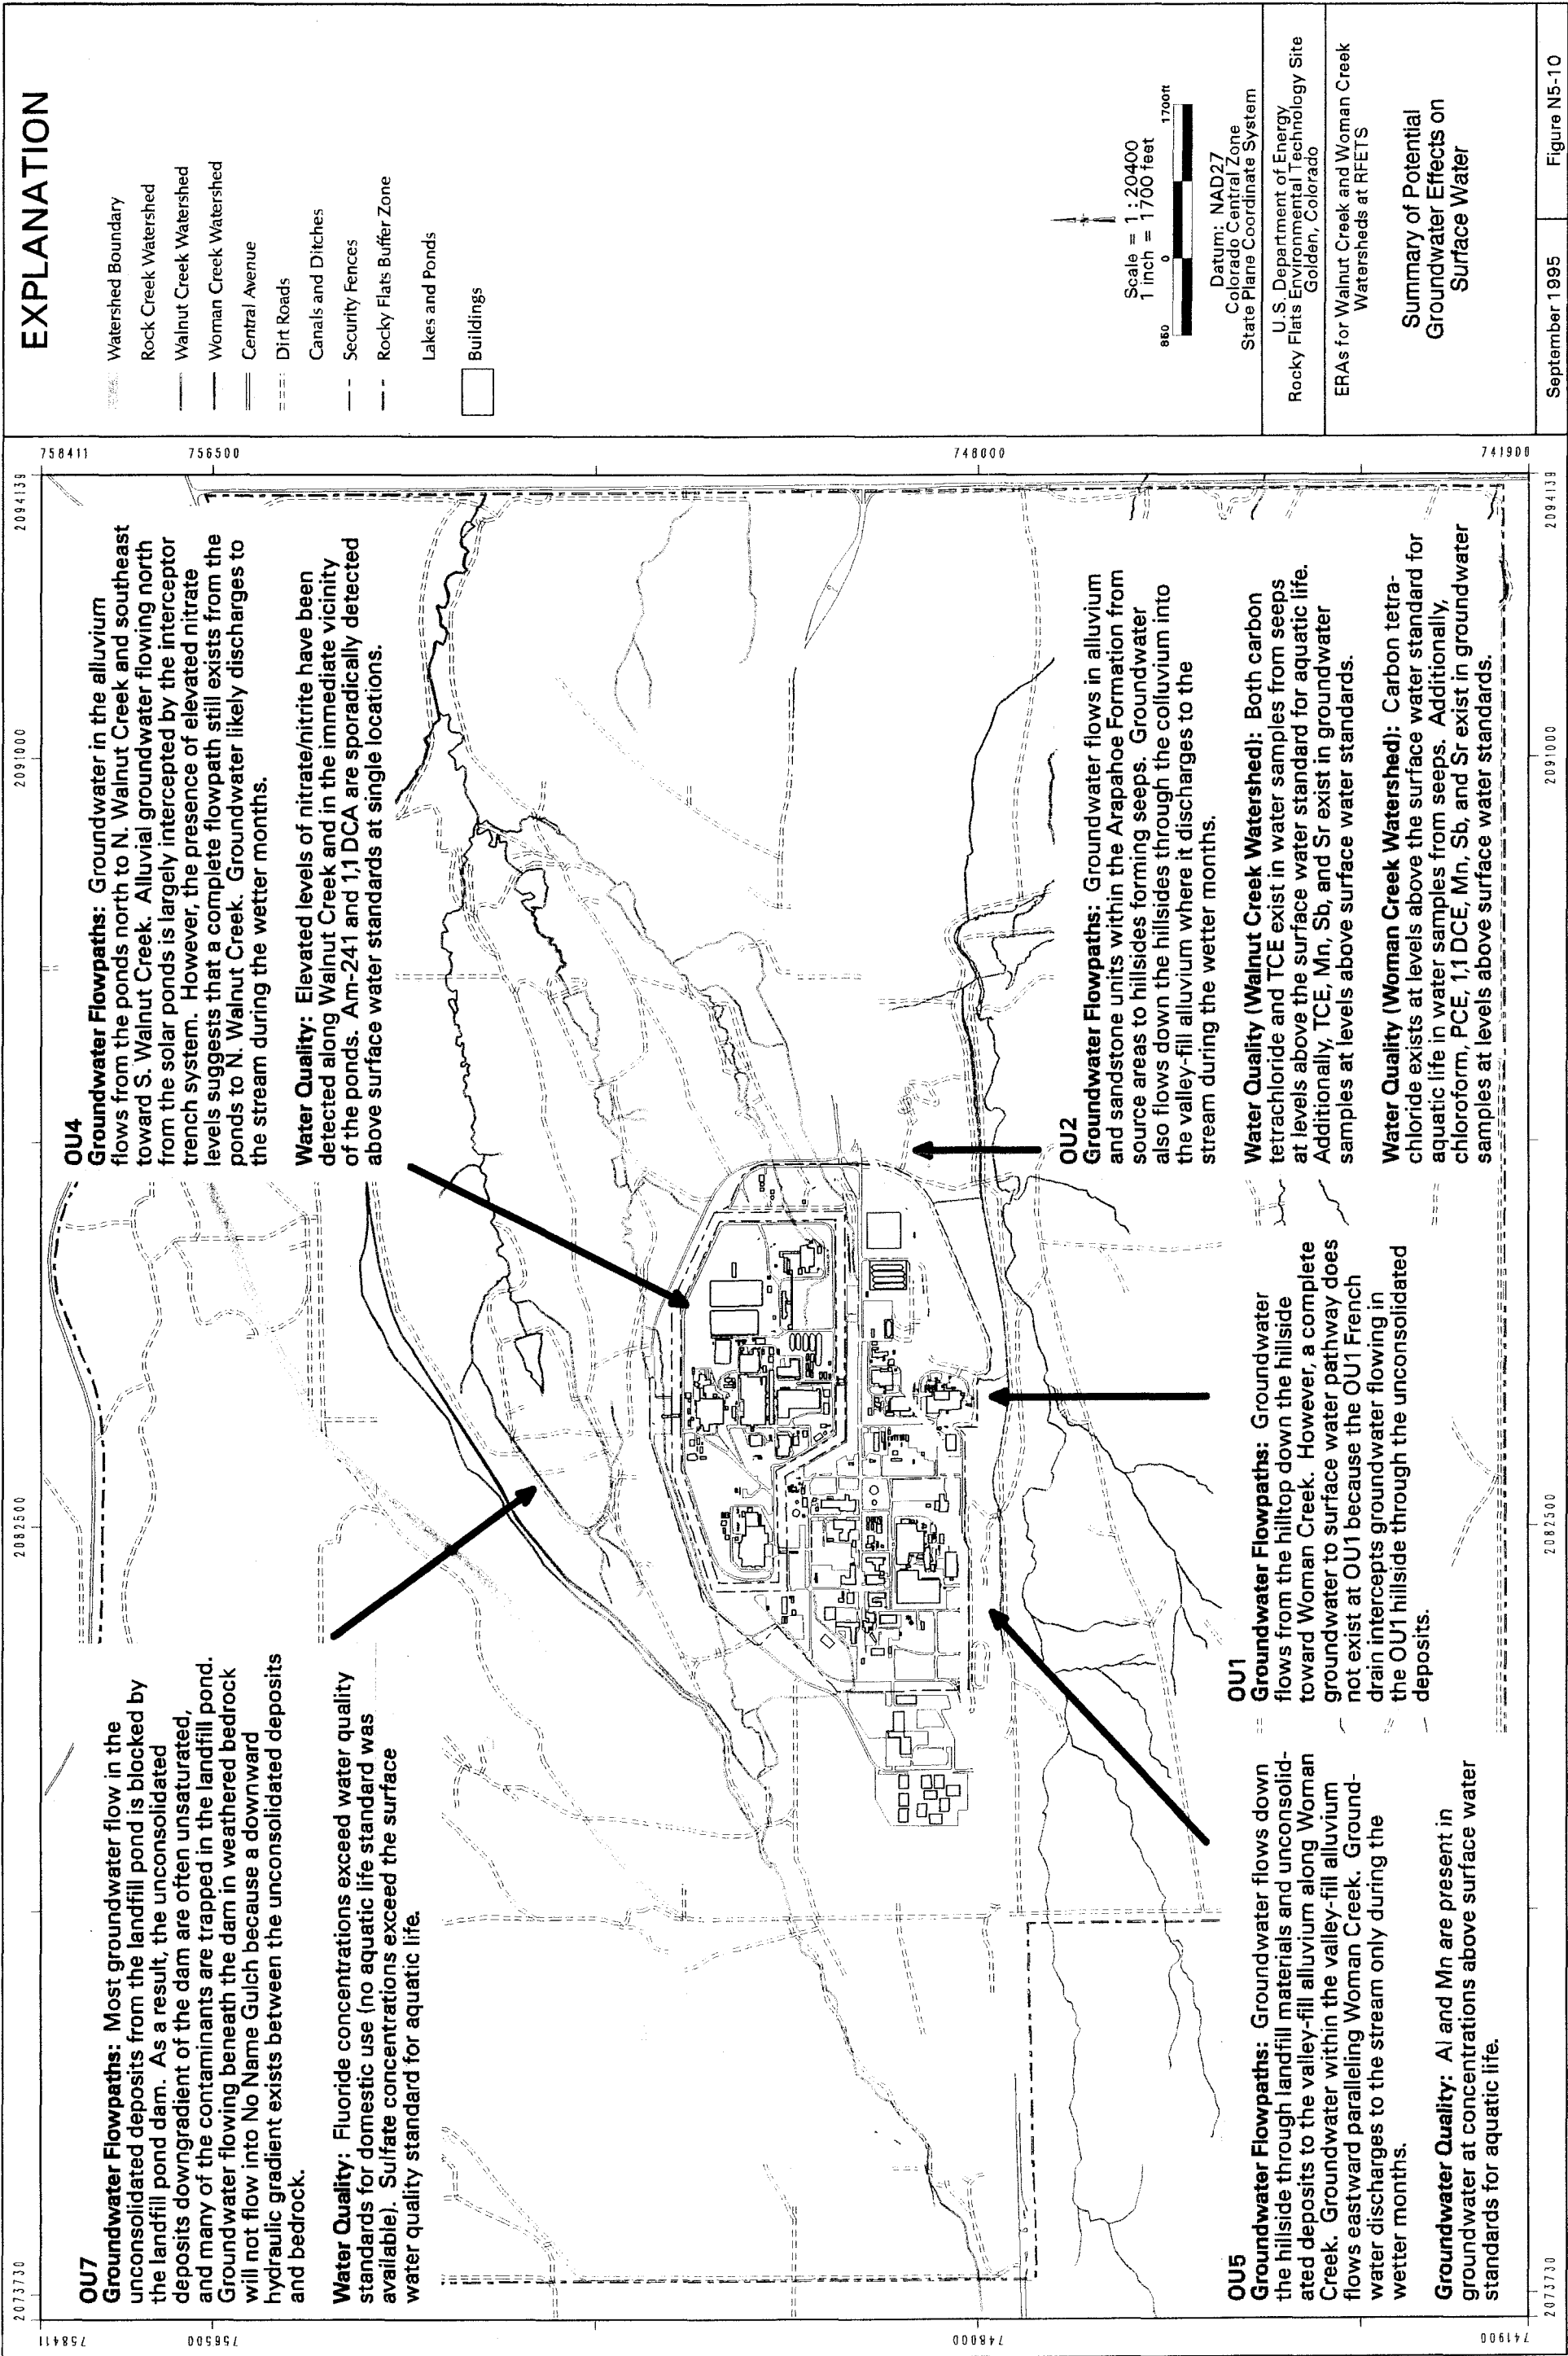 OU7
Groundwater Flowpaths: Most groundwater flow in the
unconsolidated deposits from the landfill pond is blocked by
the landfill pond dam. As a result, the unconsolidated
deposits downgradient of the dam are often unsaturated,
and many of the contaminants are trapped in the landfill pond.
Groundwater flowing beneath the dam in weathered bedrock
will not flow into No Name Gulch because a downward
hydraulic gradient exists between the unconsolidated deposits
and bedrock.
Water Quality: Fluoride concentrations exceed water quality
standards for domestic use (no aquatic life standard was
available). Sulfate concentrations exceed the surface
water quality standard for aquatic life.
OU4
Groundwater Flowpaths: Groundwater in the alluvium
flows from the ponds north to N. Walnut Creek and southeast
toward S. Walnut Creek. Alluvial groundwater flowing north
from the solar ponds is largely intercepted by the interceptor
trench system. However, the presence of elevated nitrate
levels suggests that a complete flowpath still exists from the
ponds to N. Walnut Creek. Groundwater likely discharges to
the stream during the wetter months.
Water Quality: Elevated levels of nitrate/nitrite have been
detected along Walnut Creek and in the immediate vicinity
of the ponds. Am-241 and 1,1 DCA are sporadically detected
above surface water standards at single locations.
OU5
Groundwater Flowpaths: Groundwater flows down
the hillside through landfill materials and unconsolid-
ated deposits to the valley-fill alluvium along Woman
Creek. Groundwater within the valley-fill alluvium
flows eastward paralleling Woman Creek. Ground-
water discharges to the stream only during the
wetter months.
Groundwater Quality: Al and Mn are present in
groundwater at concentrations above surface water
standards for aquatic life.
OU1
Groundwater Flowpaths: Groundwater
flows from the hilltop down the hillside
toward Woman Creek. However, a complete
groundwater to surface water pathway does
not exist at OU1 because the OU1 French
drain intercepts groundwater flowing in
the OU1 hillside through the unconsolidated
deposits.
OU2
Groundwater Flowpaths: Groundwater flows in alluvium
and sandstone units within the Arapahoe Formation from
source areas to hillsides forming seeps. Groundwater
also flows down the hillsides through the colluvium into
the valley-fill alluvium where it discharges to the
stream during the wetter months.
Water Quality (Walnut Creek Watershed): Both carbon
tetrachloride and TCE exist in water samples from seeps
at levels above the surface water standard for aquatic life.
Additionally, TCE, Mn, Sb, and Sr exist in groundwater
samples at levels above surface water standards.
Water Quality (Woman Creek Watershed): Carbon tetra-
chloride exists at levels above the surface water standard for
aquatic life in water samples from seeps. Additionally,
chloroform, PCE, 1,1 DCE, Mn, Sb, and Sr exist in groundwater
samples at levels above surface water standards.
2073730
2082500
2091000
2094139
758411
756500
748000
741900
758411
756500
748000
741900
2073730
2082500
2091000
2094139
EXPLANATION
Watershed Boundary
Rock Creek Watershed
Walnut Creek Watershed
Woman Creek Watershed
Central Avenue
Dirt Roads
Canals and Ditches
Security Fences
Rocky Flats Buffer Zone
Lakes and Ponds
Buildings
Scale = 1 : 20400
1 inch = 1700 feet
850 0 1700ft
Datum: NAD27
Colorado Central Zone
State Plane Coordinate System
U.S. Department of Energy
Rocky Flats Environmental Technology Site
Golden, Colorado
ERAs for Walnut Creek and Woman Creek
Watersheds at RFETS
Summary of Potential
Groundwater Effects on
Surface Water
September 1995
Figure N5-10